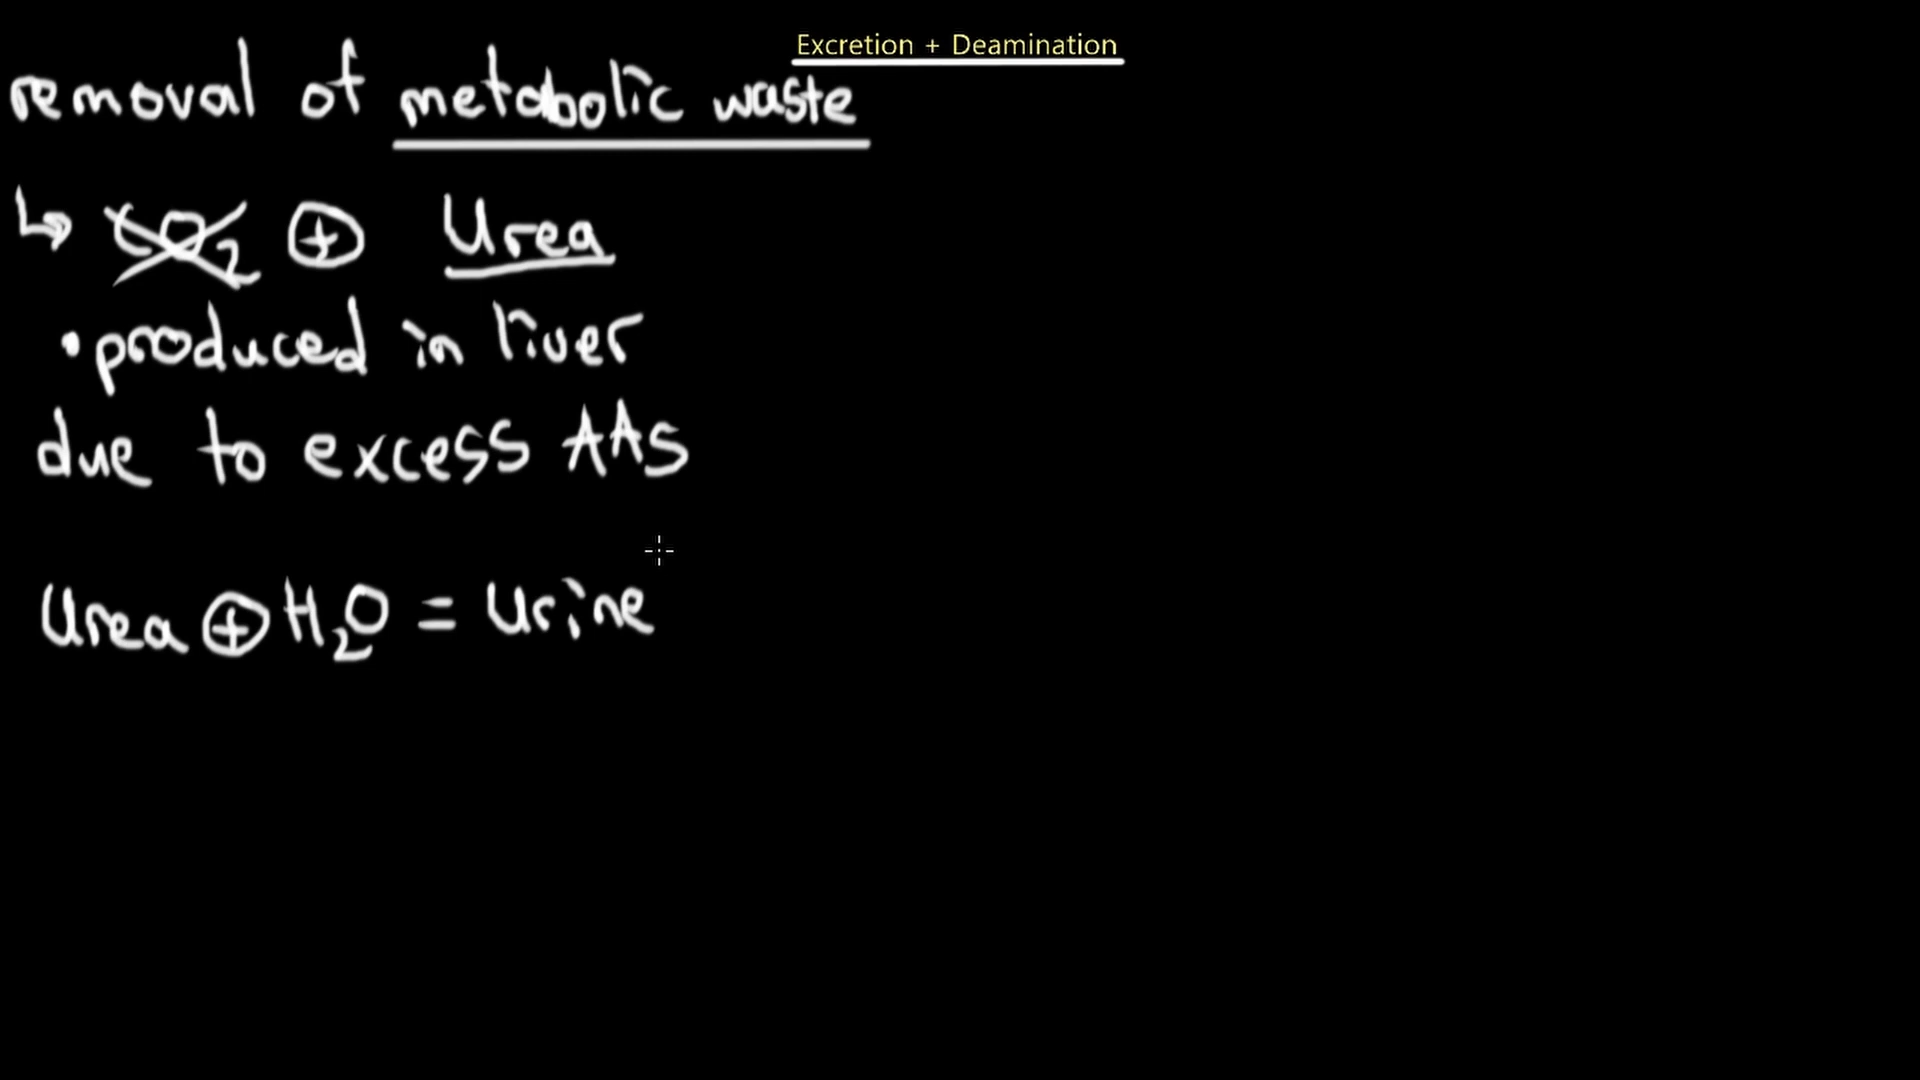 Excretion + Deamination
removal of metabolic waste
↳ CO₂ ⊕ Urea
• produced in liver
due to excess AAs
Urea ⊕ H₂O = Urine